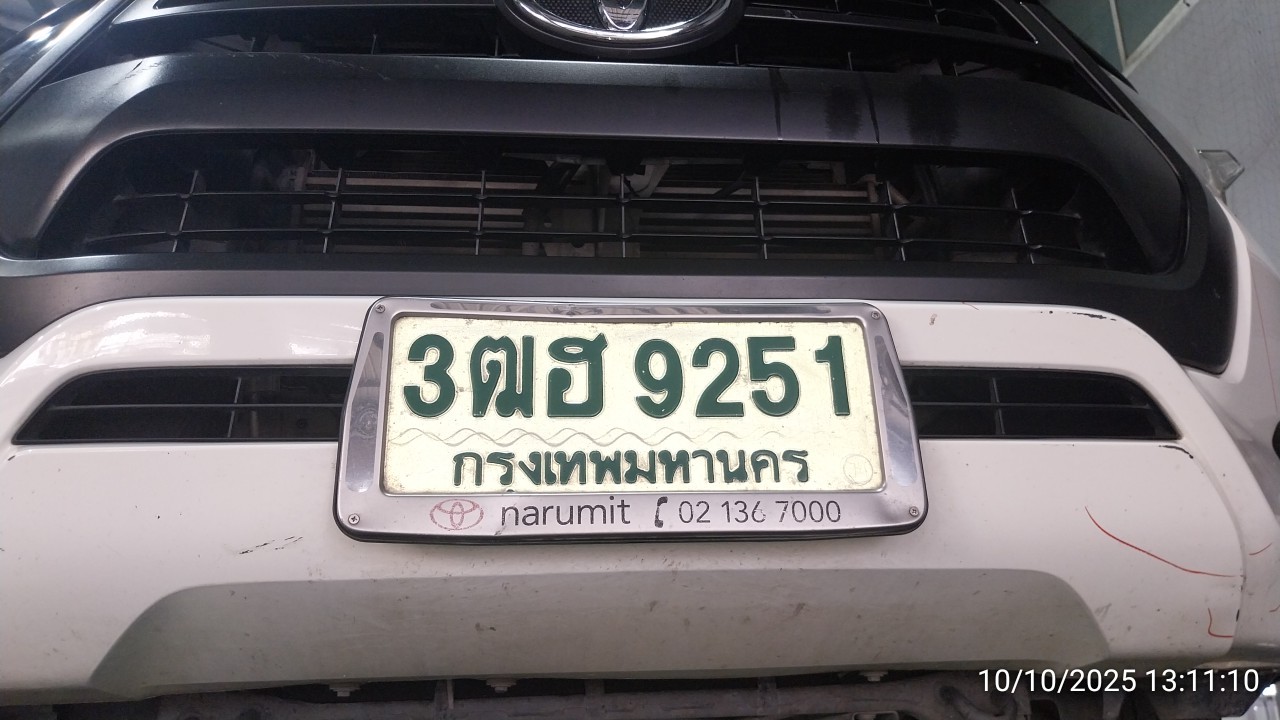 3ฒฮ 9251
กรุงเทพมหานคร
narumit 02 136 7000
10/10/2025 13:11:10